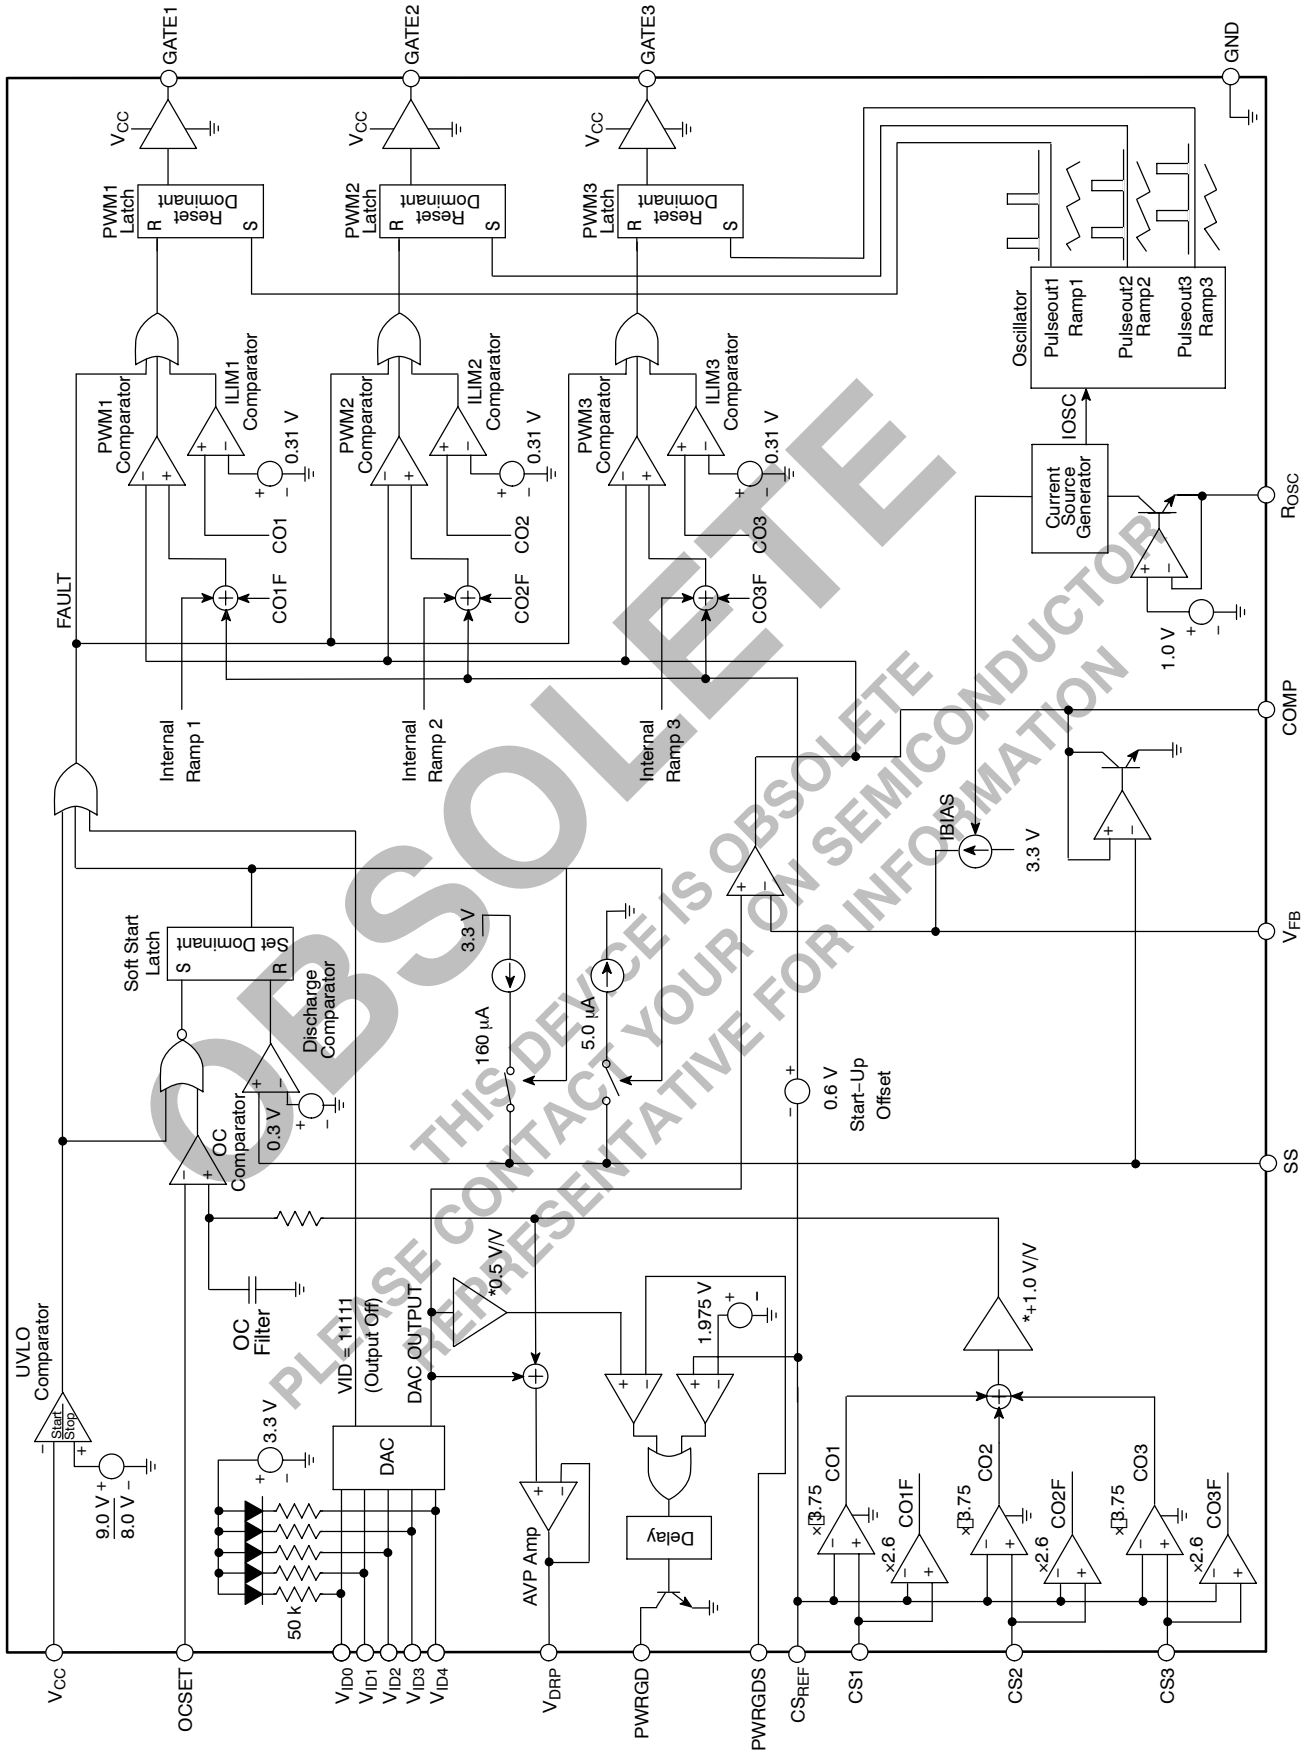 VCC
OCSET
VID0
VID1
VID2
VID3
VID4
VDRP
PWRGD
PWRGDS
CSREF
CS1
CS2
CS3
UVLO
Comparator
Start
Stop
−
+
9.0 V
8.0 V
+
−
3.3 V
+
−
50 k
DAC
VID = 11111
(Output Off)
DAC OUTPUT
OC
Filter
OC
Comparator
−
+
0.3 V
+
−
Discharge
Comparator
+
−
Soft Start
Latch
S
R
Set
Dominant
160 µA
3.3 V
5.0 µA
*0.5 V/V
AVP Amp
+
−
+
Delay
+
−
+
−
1.975 V
+
−
0.6 V
Start−Up
Offset
−
+
CO1
CO1F
×2.6
3.75
CO2
CO2F
×2.6
3.75
CO3
CO3F
×2.6
3.75
*+1.0 V/V
SS
VFB
COMP
ROSC
GND
IBIAS
3.3 V
+
−
1.0 V
+
−
Current
Source
Generator
IOSC
Oscillator
Pulseout1
Ramp1
Pulseout2
Ramp2
Pulseout3
Ramp3
FAULT
Internal
Ramp 1
CO1F
CO1
PWM1
Comparator
−
+
ILIM1
Comparator
+
−
0.31 V
+
−
PWM1
Latch
R
S
Reset
Dominant
VCC
GATE1
Internal
Ramp 2
CO2F
CO2
PWM2
Comparator
−
+
ILIM2
Comparator
+
−
0.31 V
+
−
PWM2
Latch
R
S
Reset
Dominant
VCC
GATE2
Internal
Ramp 3
CO3F
CO3
PWM3
Comparator
−
+
ILIM3
Comparator
+
−
0.31 V
+
−
PWM3
Latch
R
S
Reset
Dominant
VCC
GATE3
OBSOLETE
THIS DEVICE IS OBSOLETE
PLEASE CONTACT YOUR ON SEMICONDUCTOR
REPRESENTATIVE FOR INFORMATION